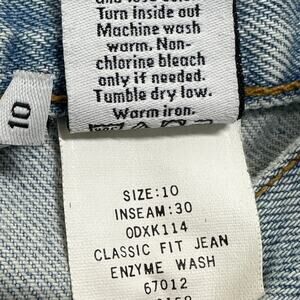 Turn inside out
Machine wash
warm. Non-
chlorine bleach
only if needed.
Tumble dry low.
Warm iron.
10
SIZE:10
INSEAM:30
ODXK114
CLASSIC FIT JEAN
ENZYME WASH
67012